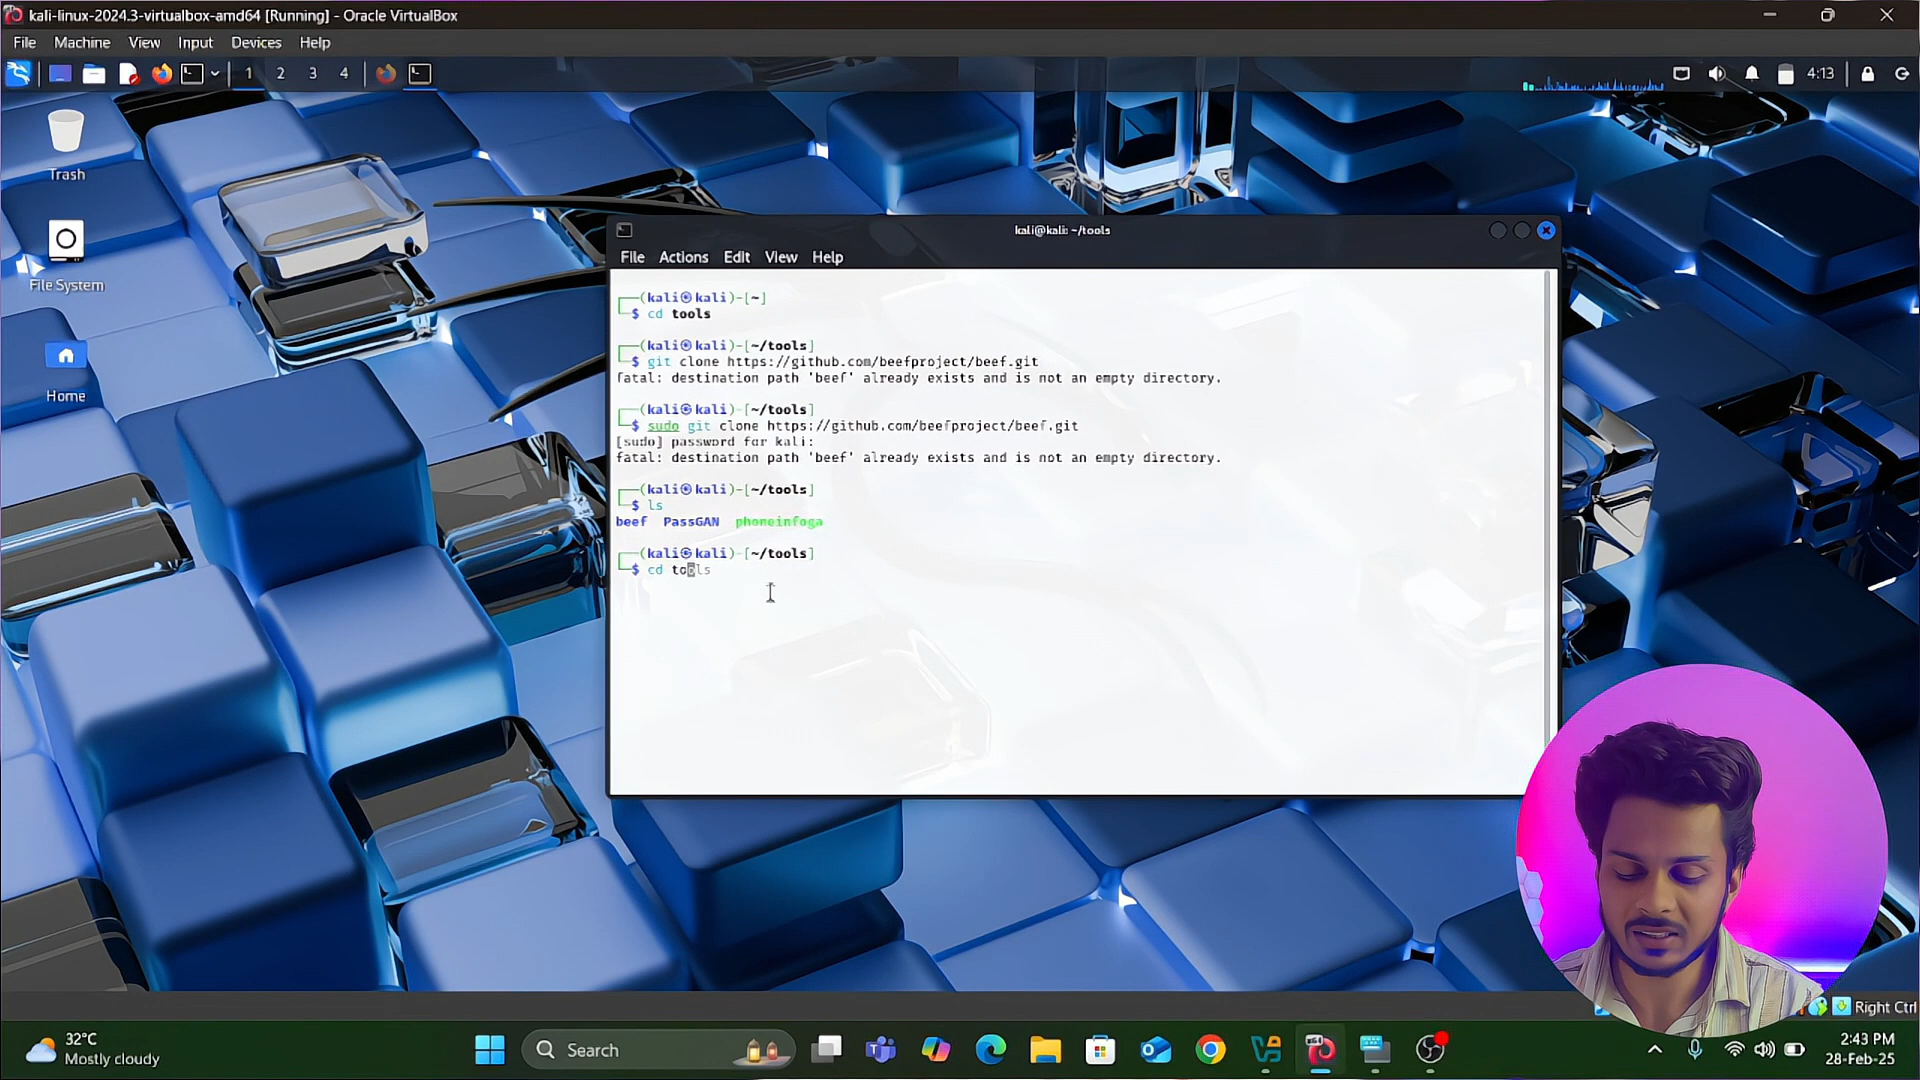 kali-linux-2024.3-virtualbox-amd64 [Running] - Oracle VirtualBox
File Machine View Input Devices Help
1 2 3 4
4:13
Trash
File System
Home
kali@kali: ~/tools
File Actions Edit View Help
(kali㉿kali)-[~]
$ cd tools
(kali㉿kali)-[~/tools]
$ git clone https://github.com/beefproject/beef.git
fatal: destination path 'beef' already exists and is not an empty directory.
(kali㉿kali)-[~/tools]
$ sudo git clone https://github.com/beefproject/beef.git
[sudo] password for kali:
fatal: destination path 'beef' already exists and is not an empty directory.
(kali㉿kali)-[~/tools]
$ ls
beef PassGAN phoneinfoga
(kali㉿kali)-[~/tools]
$ cd tools
Right Ctrl
32°C
Mostly cloudy
Search
2:43 PM
28-Feb-25